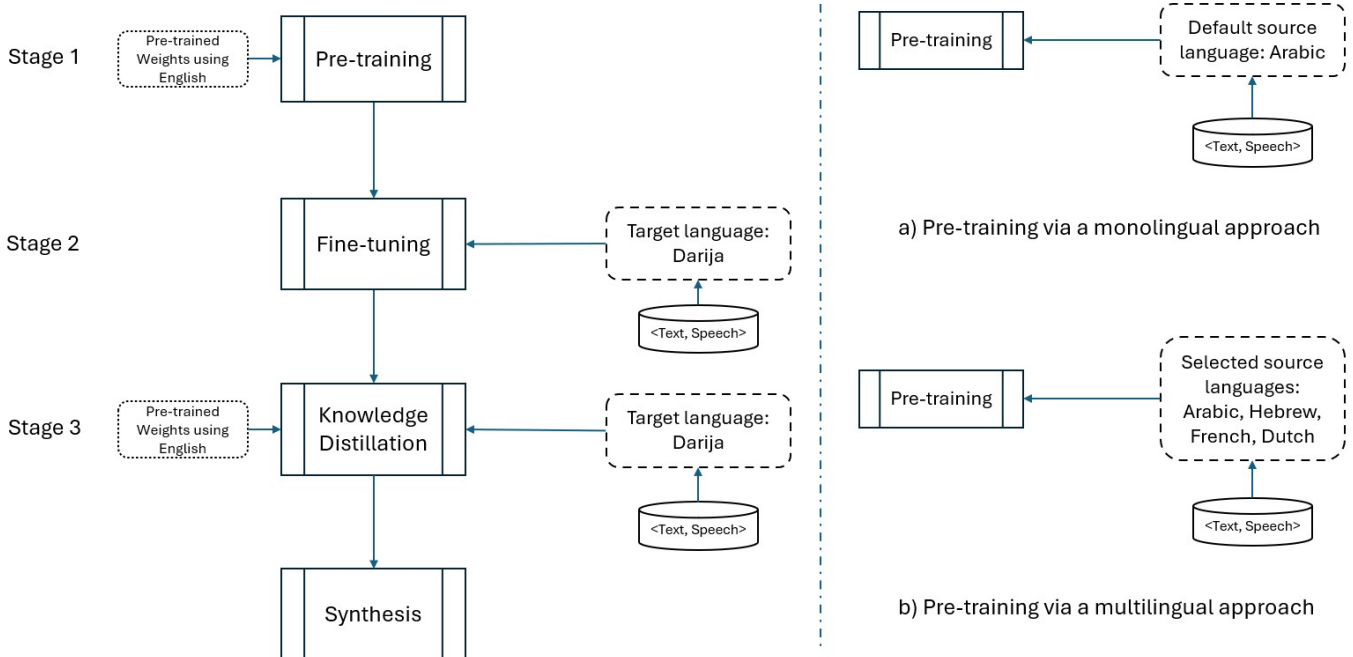 Stage 1
Pre-trained
Weights using
English
Pre-training
Stage 2
Fine-tuning
Target language:
Darija
<Text, Speech>
Stage 3
Pre-trained
Weights using
English
Knowledge
Distillation
Target language:
Darija
<Text, Speech>
Synthesis
Pre-training
Default source
language: Arabic
<Text, Speech>
a) Pre-training via a monolingual approach
Pre-training
Selected source
languages:
Arabic, Hebrew,
French, Dutch
<Text, Speech>
b) Pre-training via a multilingual approach